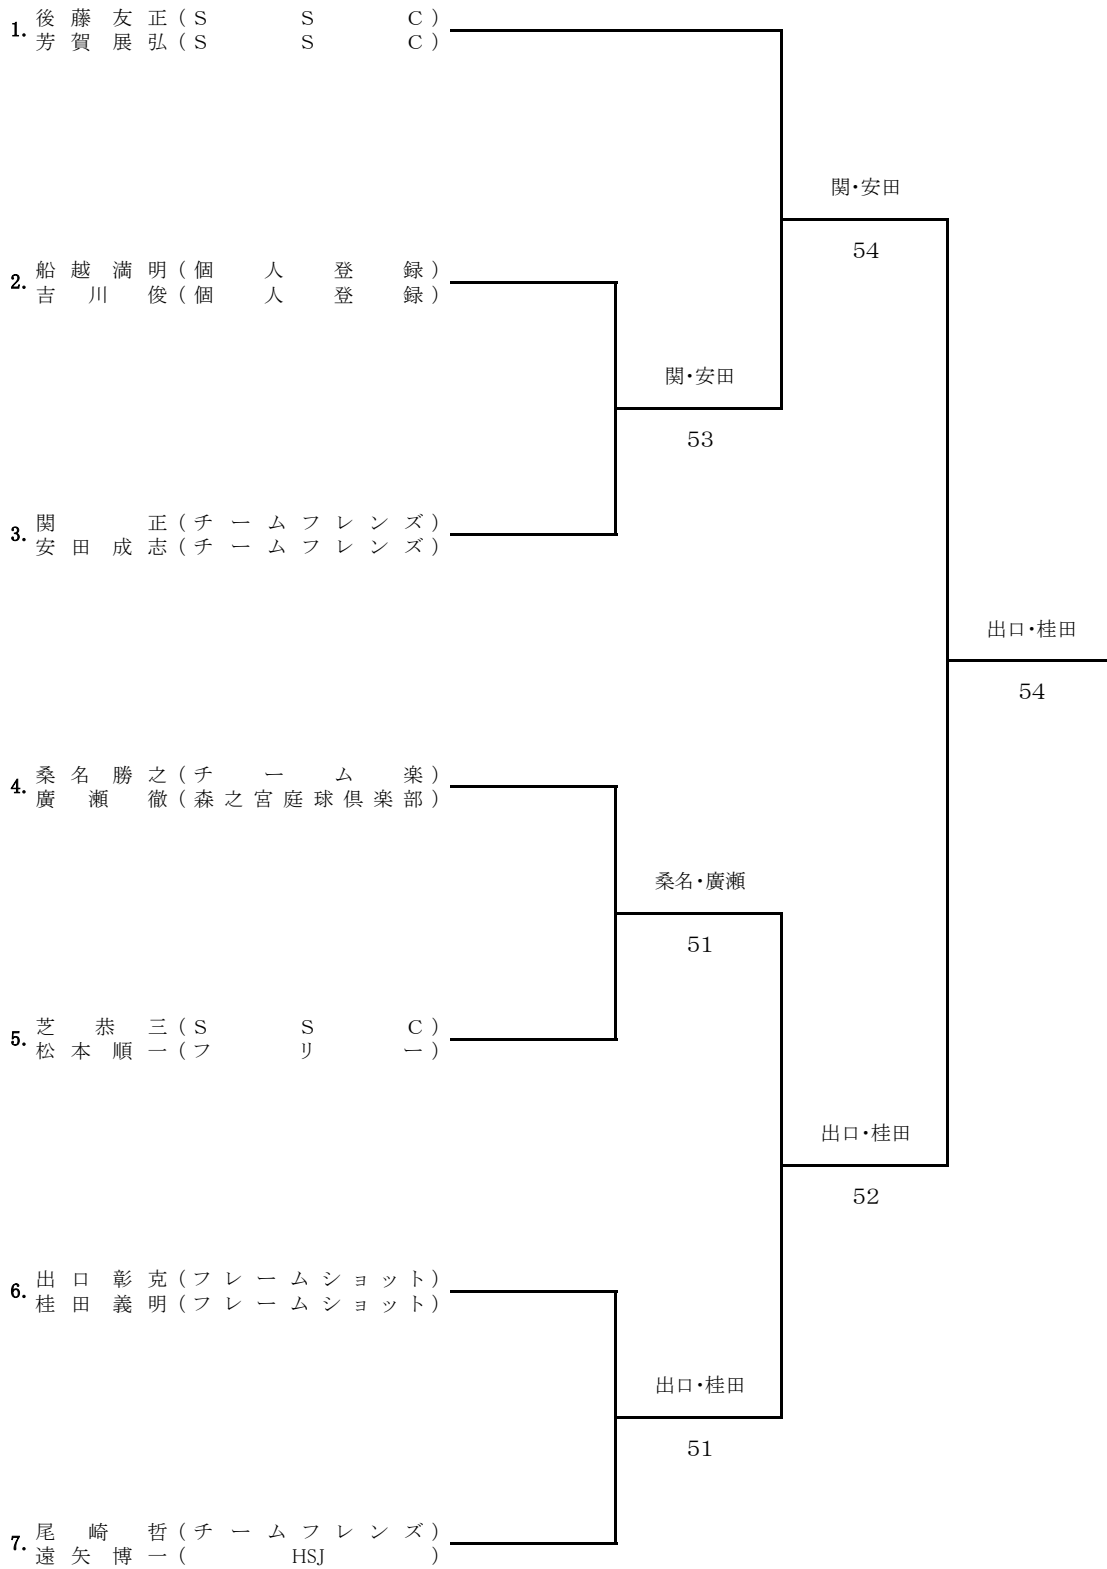 1. 後藤友正(SSC)
芳賀展弘(SSC)
関・安田
54
2. 船越満明(個人登録)
吉川俊(個人登録)
関・安田
53
3. 関正(チームフレンズ)
安田成志(チームフレンズ)
出口・桂田
54
4. 桑名勝之(チーム楽)
廣瀬徹(森之宮庭球倶楽部)
桑名・廣瀬
51
5. 芝恭三(SSC)
松本順一(フリー)
出口・桂田
52
6. 出口彰克(フレームショット)
桂田義明(フレームショット)
出口・桂田
51
7. 尾崎哲(チームフレンズ)
遠矢博一(HSJ)